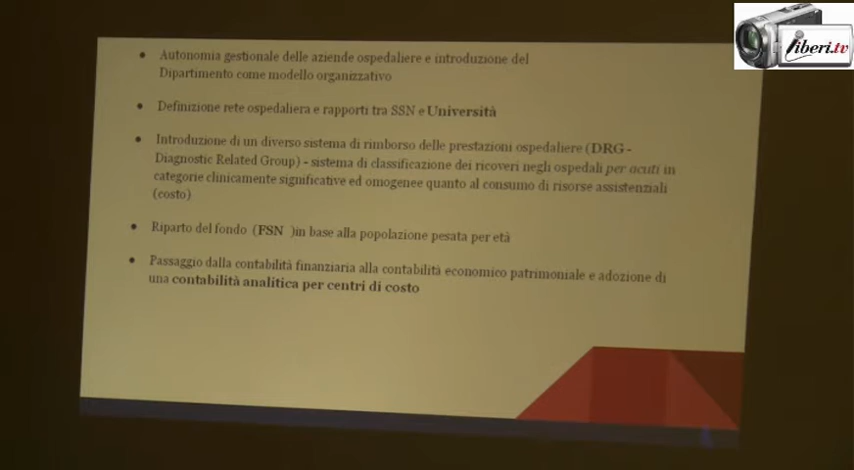 liberi.tv
• Autonomia gestionale delle aziende ospedaliere e introduzione del
Dipartimento come modello organizzativo
• Definizione rete ospedaliera e rapporti tra SSN e Università
• Introduzione di un diverso sistema di rimborso delle prestazioni ospedaliere (DRG -
Diagnostic Related Group) - sistema di classificazione dei ricoveri negli ospedali per acuti in
categorie clinicamente significative ed omogenee quanto al consumo di risorse assistenziali
(costo)
• Riparto del fondo (FSN )in base alla popolazione pesata per età
• Passaggio dalla contabilità finanziaria alla contabilità economico patrimoniale e adozione di
una contabilità analitica per centri di costo